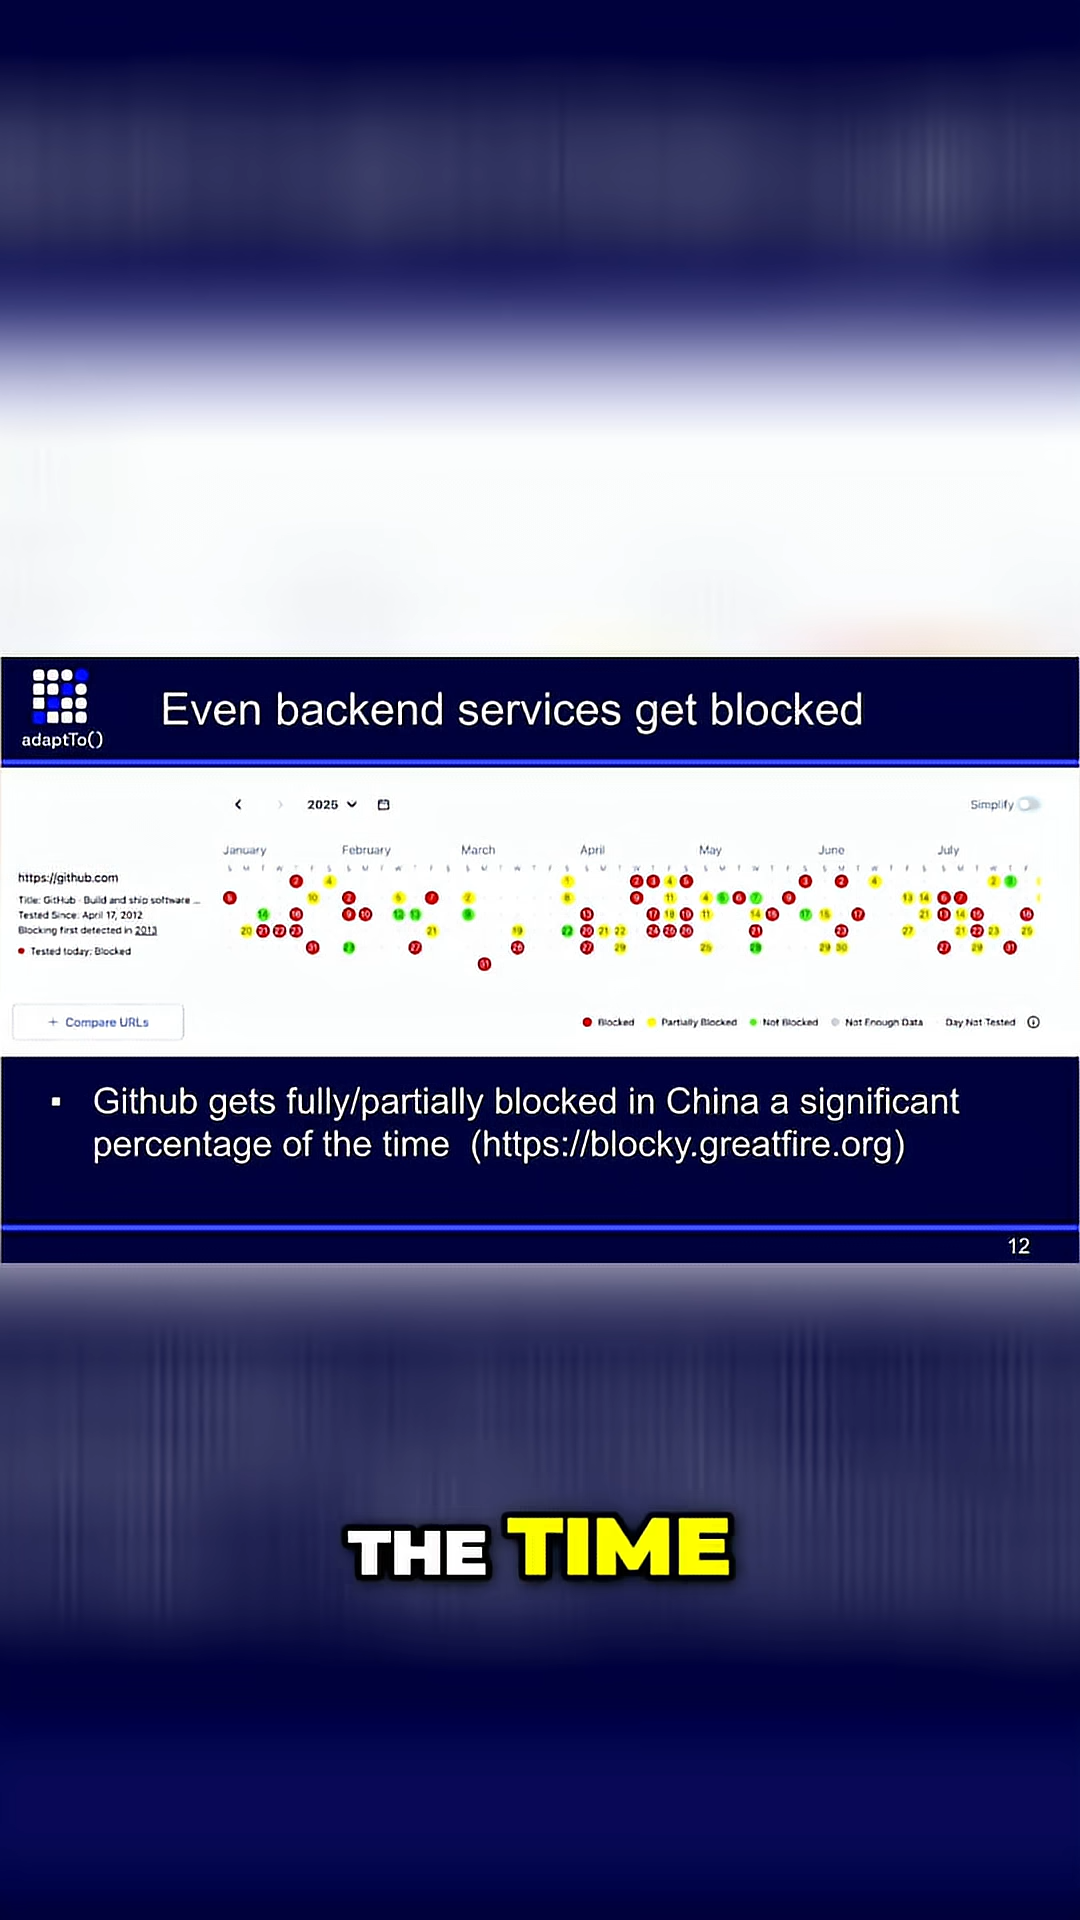 adaptTo()
Even backend services get blocked
2025
Simplify
January February March April May June July
https://github.com
Title: GitHub · Build and ship software ...
Tested Since: April 17, 2012
Blocking first detected in 2013
Tested today: Blocked
+ Compare URLs
Blocked Partially Blocked Not Blocked Not Enough Data Day Not Tested
▪ Github gets fully/partially blocked in China a significant
percentage of the time (https://blocky.greatfire.org)
12
THE TIME